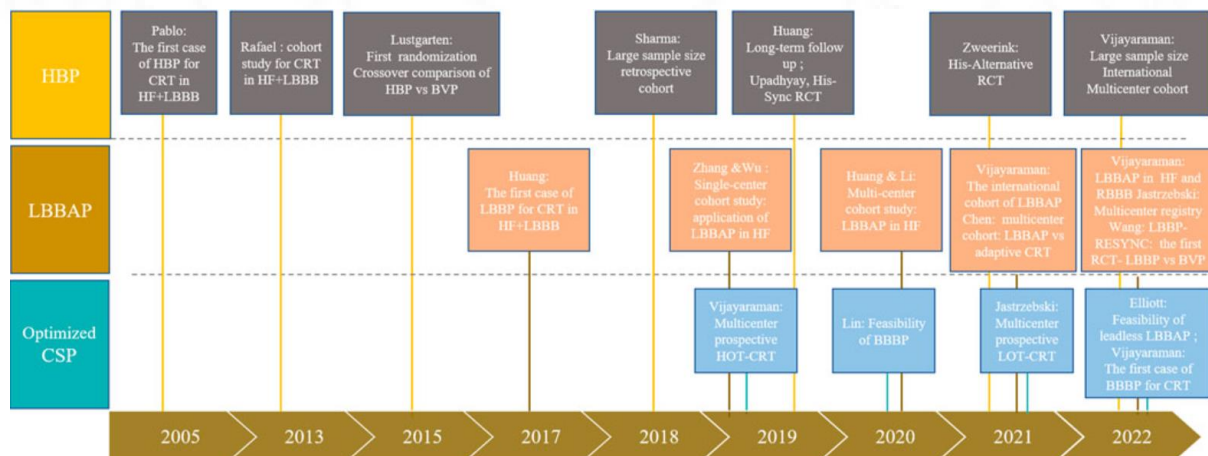 HBP
Pablo:
The first case
of HBP for
CRT in
HF+LBBB
Rafael : cohort
study for CRT
in HF+LBBB
Lustgarten:
First randomization
Crossover comparison of
HBP vs BVP
Sharma:
Large sample size
retrospective
cohort
Huang:
Long-term follow
up ;
Upadhyay, His-
Sync RCT
Zweerink:
His-Alternative
RCT
Vijayaraman:
Large sample size
International
Multicenter cohort
LBBAP
Huang:
The first case of
LBBP for CRT in
HF+LBBB
Zhang &Wu :
Single-center
cohort study:
application of
LBBAP in HF
Huang & Li:
Multi-center
cohort study:
LBBAP in HF
Vijayaraman:
The international
cohort of LBBAP
Chen: multicenter
cohort: LBBAP vs
adaptive CRT
Vijayaraman:
LBBAP in HF and
RBBB Jastrzebski:
Multicenter registry
Wang: LBBP-
RESYNC: the first
RCT- LBBP vs BVP
Optimized
CSP
Vijayaraman:
Multicenter
prospective
HOT-CRT
Lin: Feasibility
of BBBP
Jastrzebski:
Multicenter
prospective
LOT-CRT
Elliott:
Feasibility of
leadless LBBAP ;
Vijayaraman:
The first case of
BBBP for CRT
2005
2013
2015
2017
2018
2019
2020
2021
2022